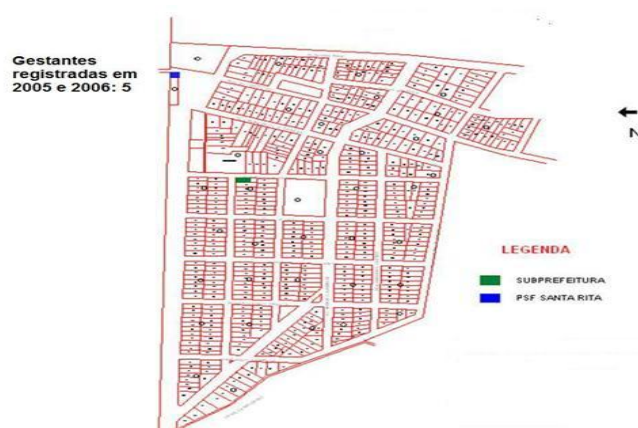 Gestantes
registradas em
2005 e 2006: 5
N
LEGENDA
SUBPREFEITURA
PSF SANTA RITA